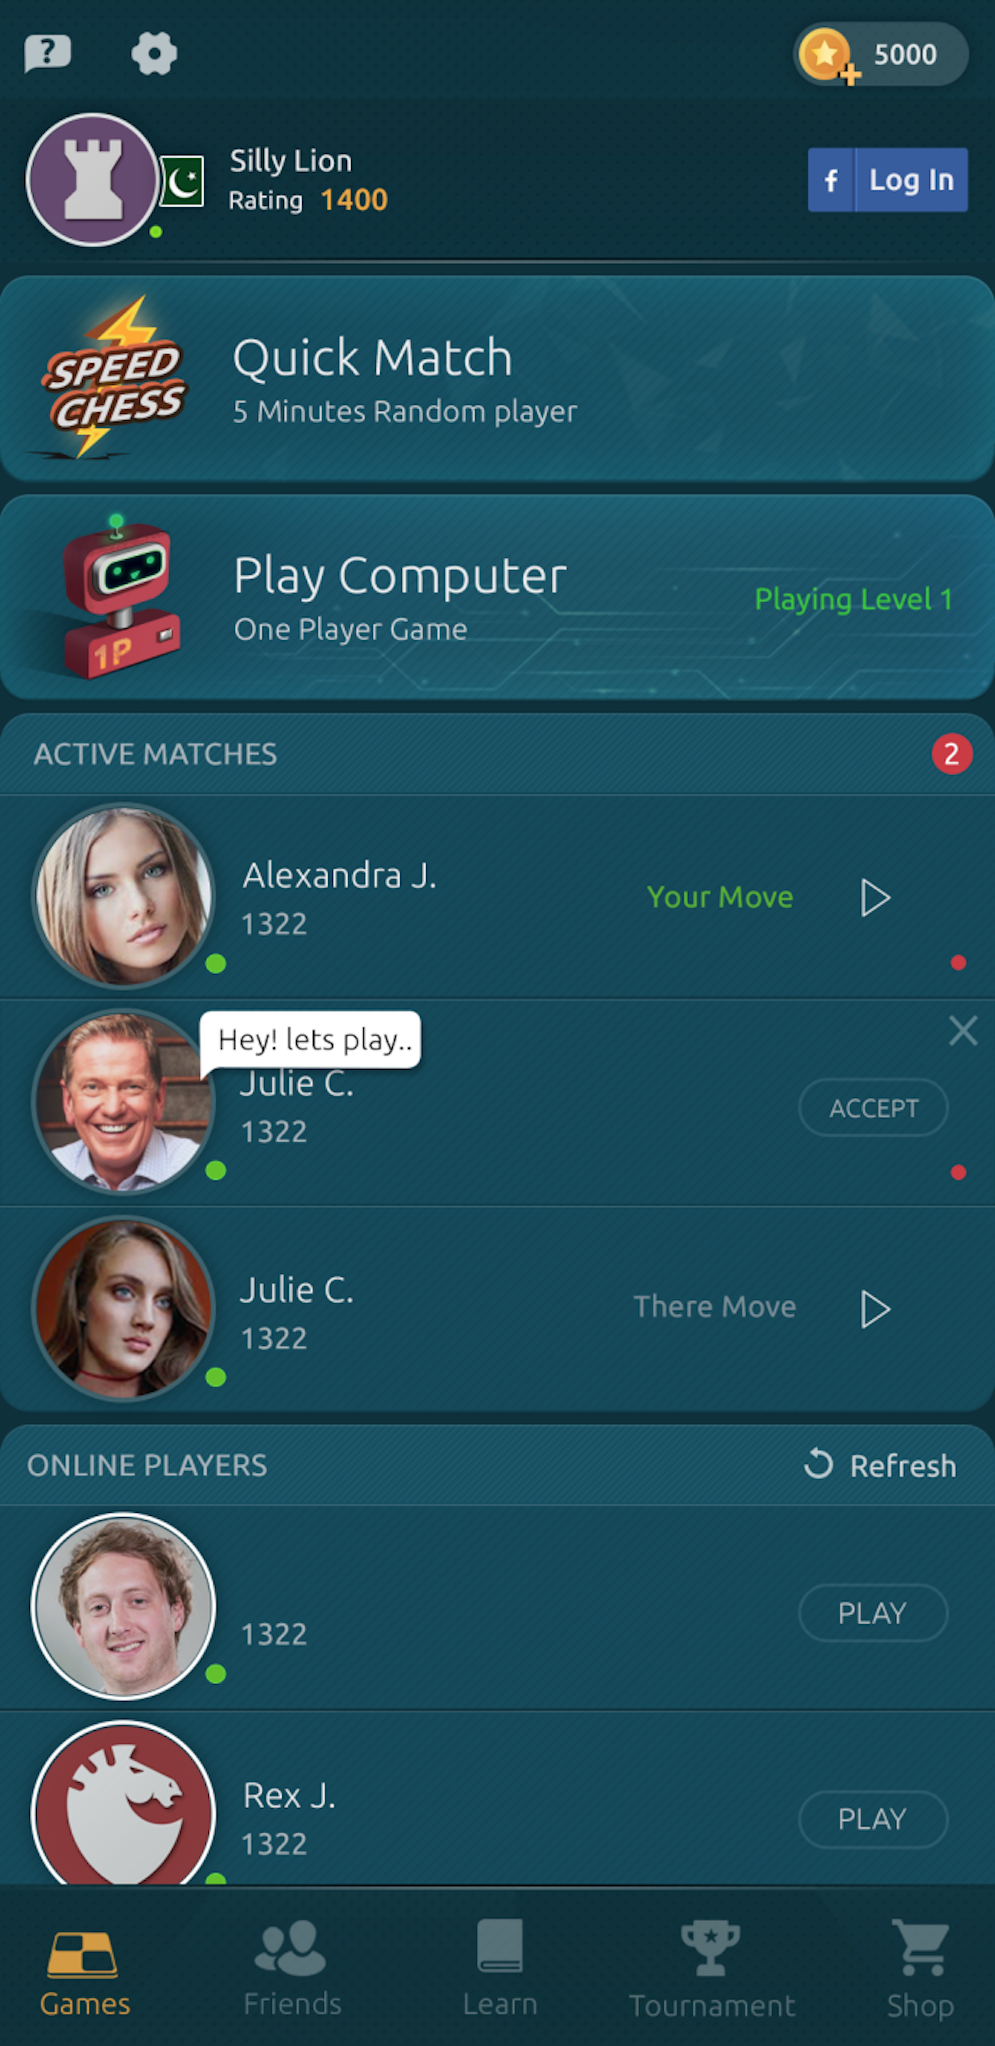 ?
5000
Silly Lion
Rating 1400
f Log In
SPEED
CHESS
Quick Match
5 Minutes Random player
1P
Play Computer
One Player Game
Playing Level 1
ACTIVE MATCHES
2
Alexandra J.
1322
Your Move
Hey! lets play..
Julie C.
1322
ACCEPT
Julie C.
1322
There Move
ONLINE PLAYERS
Refresh
1322
PLAY
Rex J.
1322
PLAY
Games
Friends
Learn
Tournament
Shop